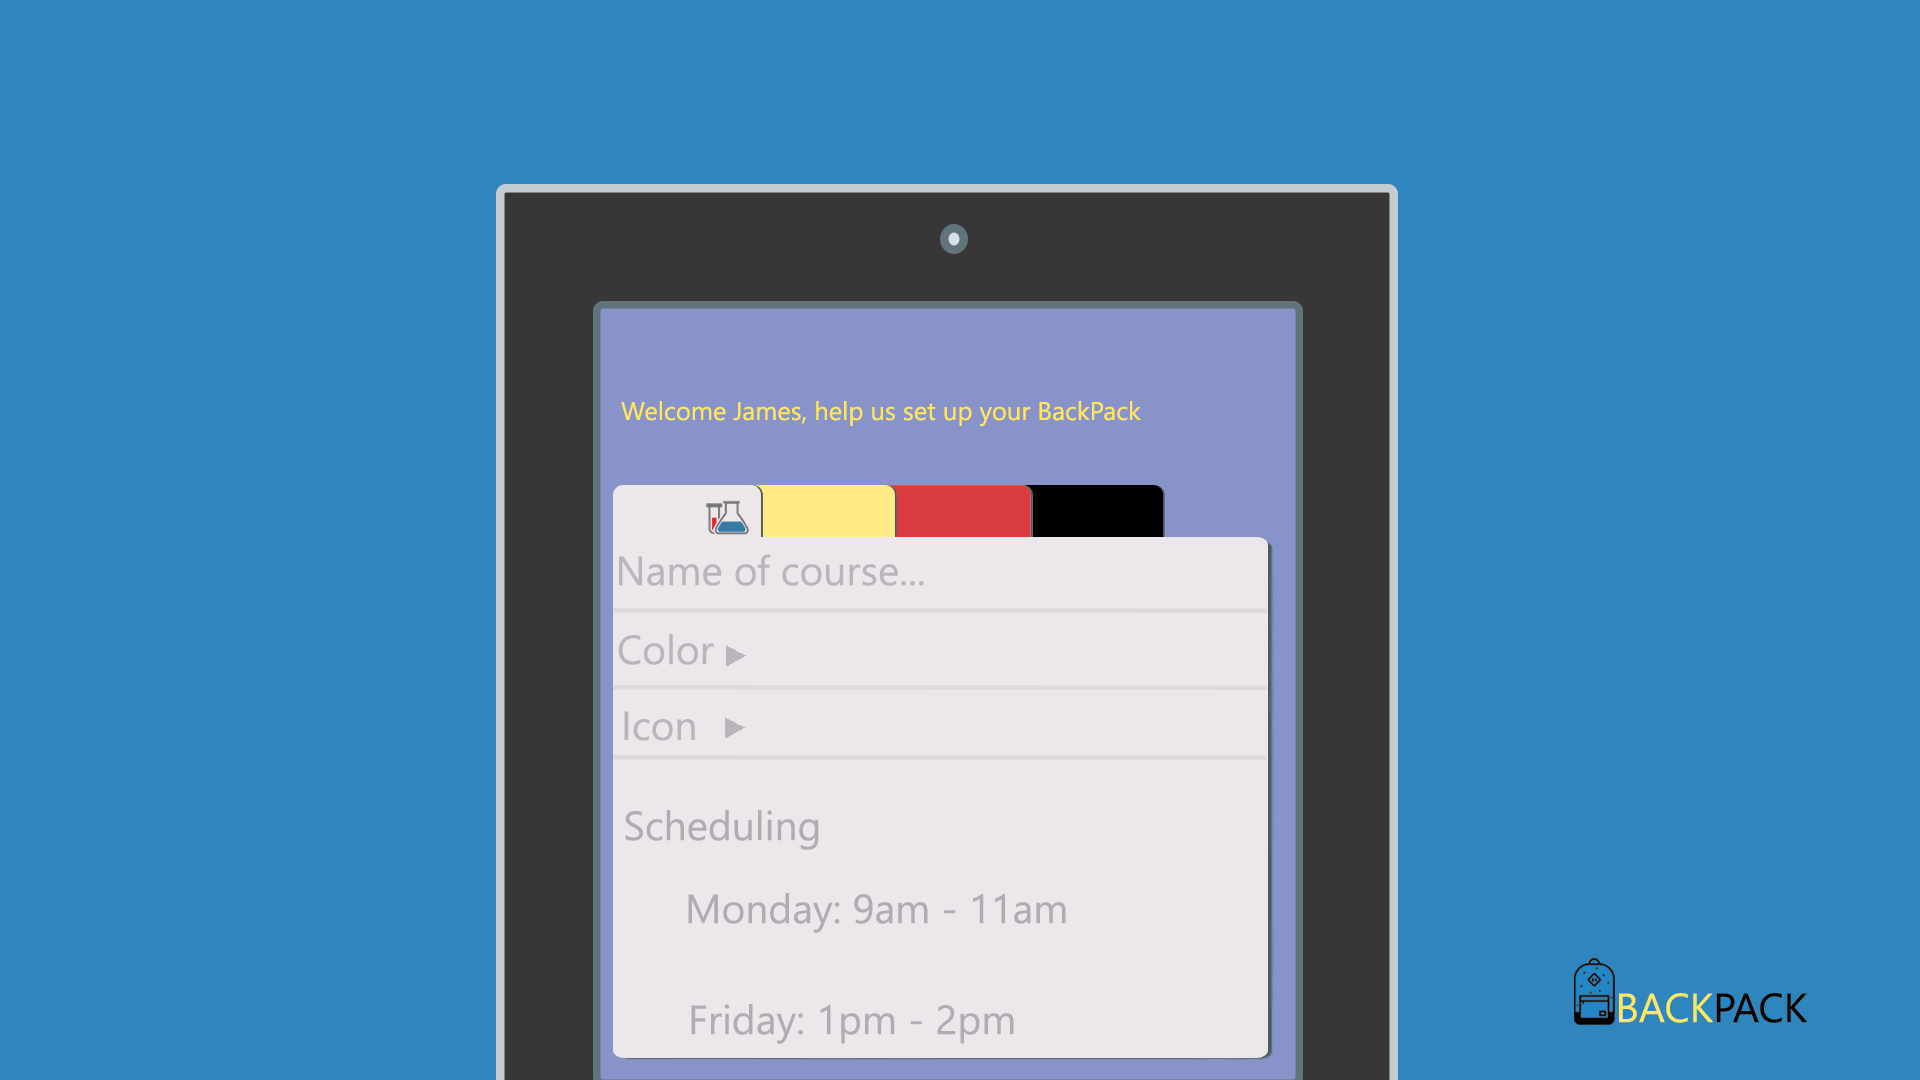 Welcome James, help us set up your BackPack
Name of course...
Color
Icon
Scheduling
Monday: 9am - 11am
Friday: 1pm - 2pm
BACKPACK